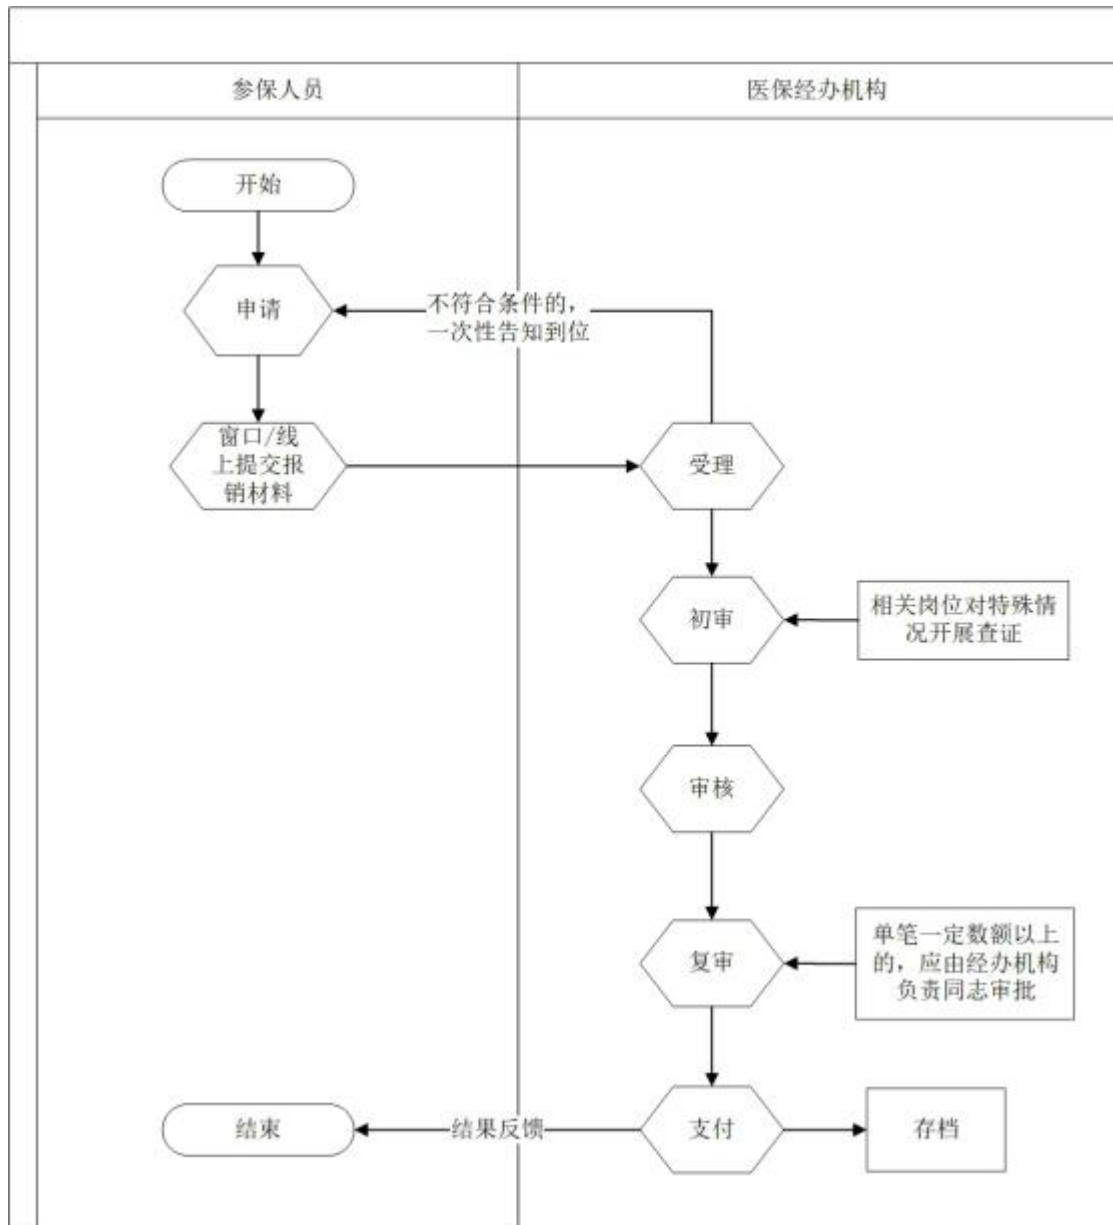 参保人员
医保经办机构
开始
申请
不符合条件的，
一次性告知到位
窗口/线
上提交报
销材料
受理
初审
相关岗位对特殊情
况开展查证
审核
复审
单笔一定数额以上
的，应由经办机构
负责同志审批
结束
结果反馈
支付
存档